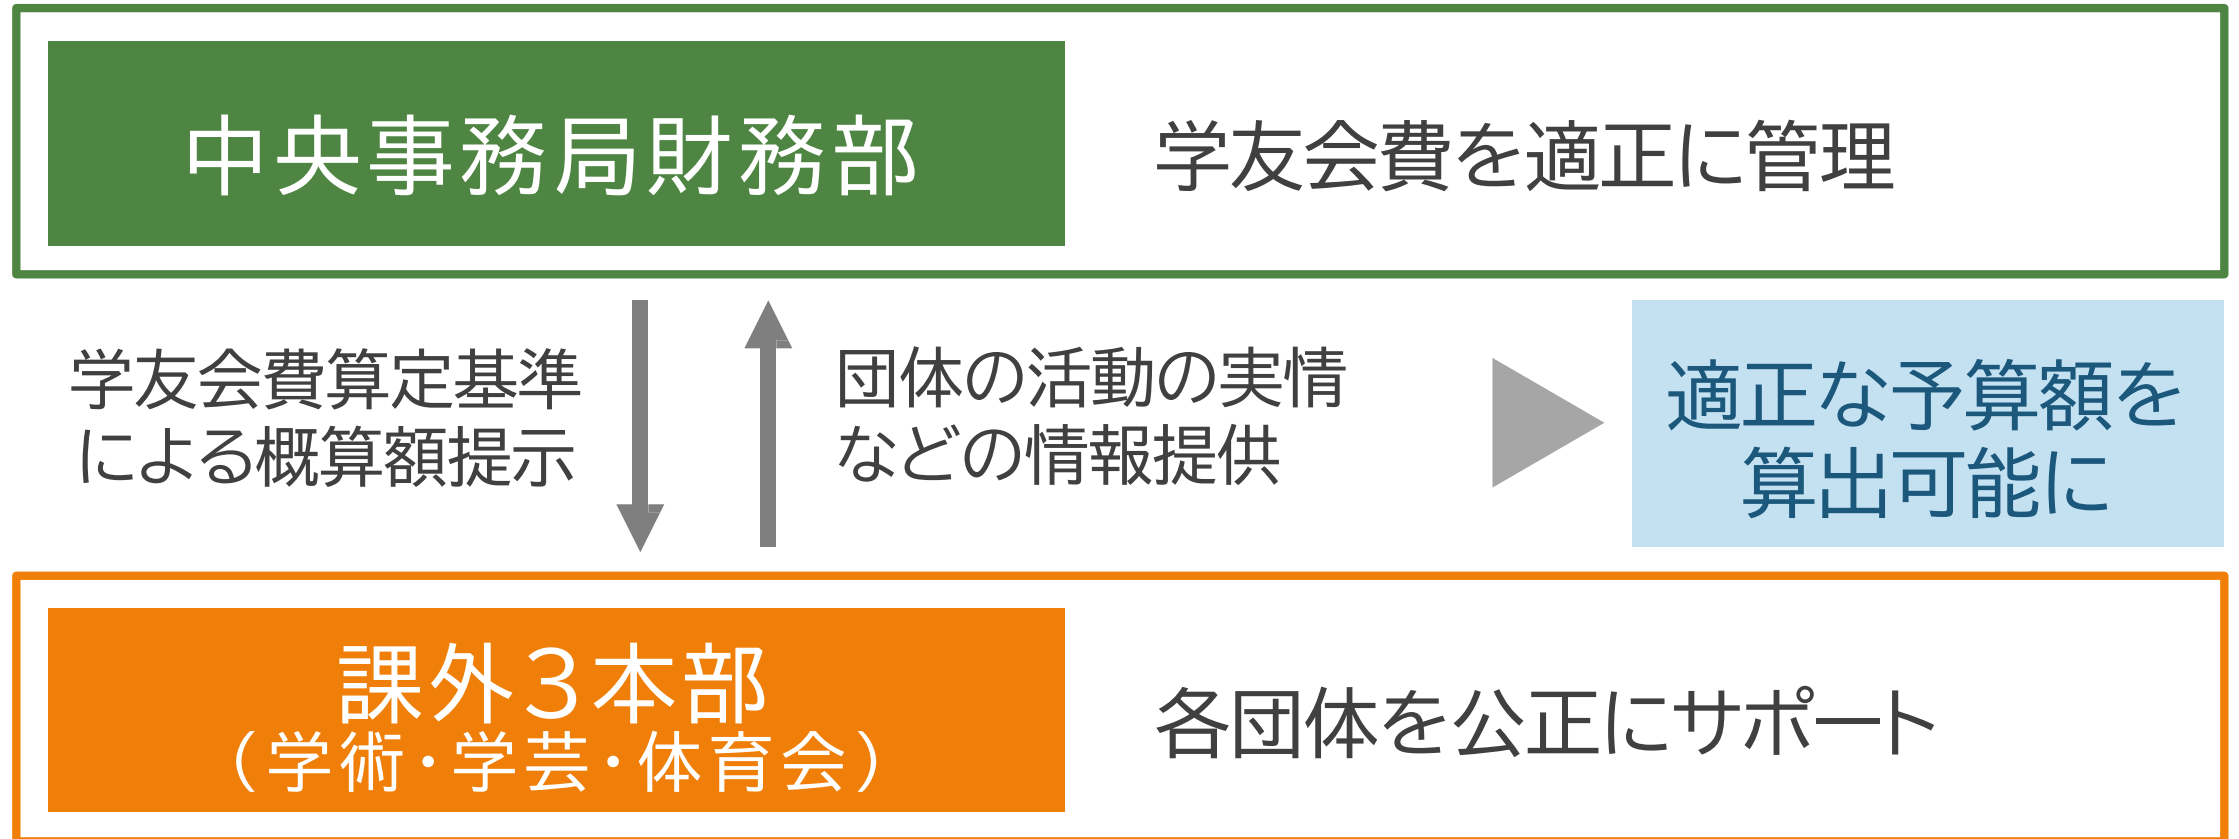 中央事務局財務部
学友会費を適正に管理
学友会費算定基準
による概算額提示
団体の活動の実情
などの情報提供
適正な予算額を
算出可能に
課外３本部
（学術・学芸・体育会）
各団体を公正にサポート